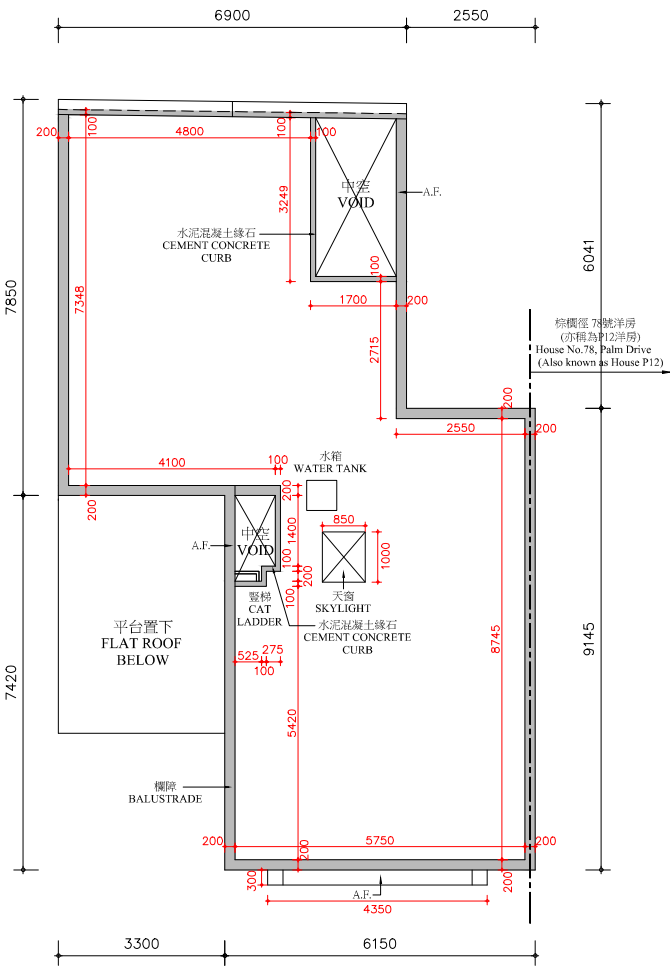 6900
2550
200
100
4800
100
100
中空
VOID
A.F.
3249
水泥混凝土緣石
CEMENT CONCRETE
CURB
100
6041
7850
7348
1700
200
棕櫚徑 78號洋房
(亦稱為P12洋房)
House No.78, Palm Drive
(Also known as House P12)
2715
200
2550
200
水箱
WATER TANK
4100
100
200
200
850
1400
A.F.
中空
VOID
1000
100
200
100
豎梯
CAT
LADDER
天窗
SKYLIGHT
水泥混凝土緣石
CEMENT CONCRETE
CURB
平台置下
FLAT ROOF
BELOW
8745
9145
525
275
100
7420
5420
欄障
BALUSTRADE
200
5750
200
200
300
A.F.
200
4350
3300
6150